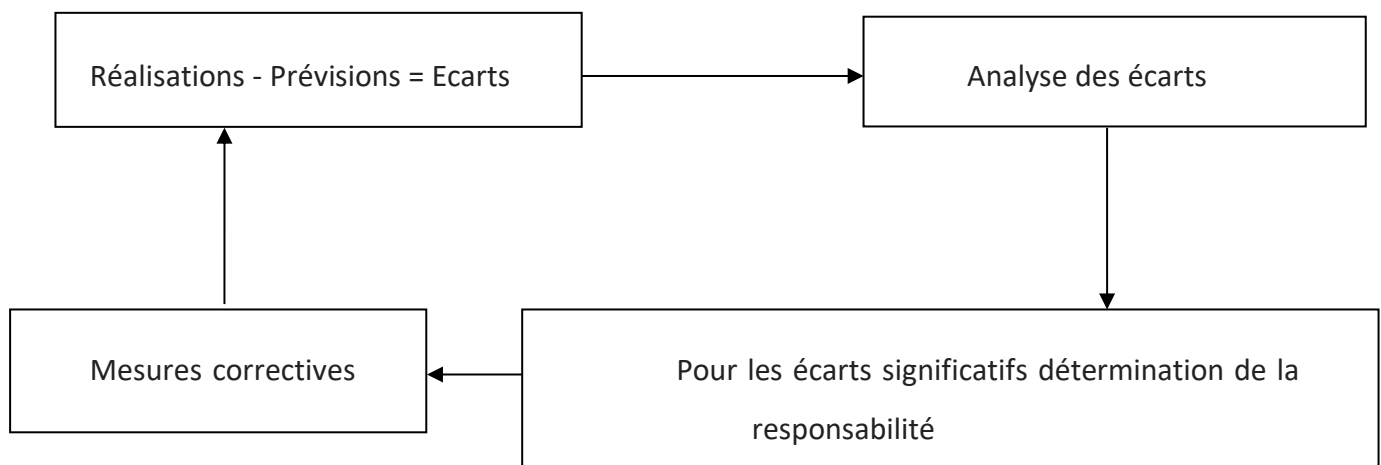 Réalisations - Prévisions = Ecarts
Analyse des écarts
Mesures correctives
Pour les écarts significatifs détermination de la
responsabilité